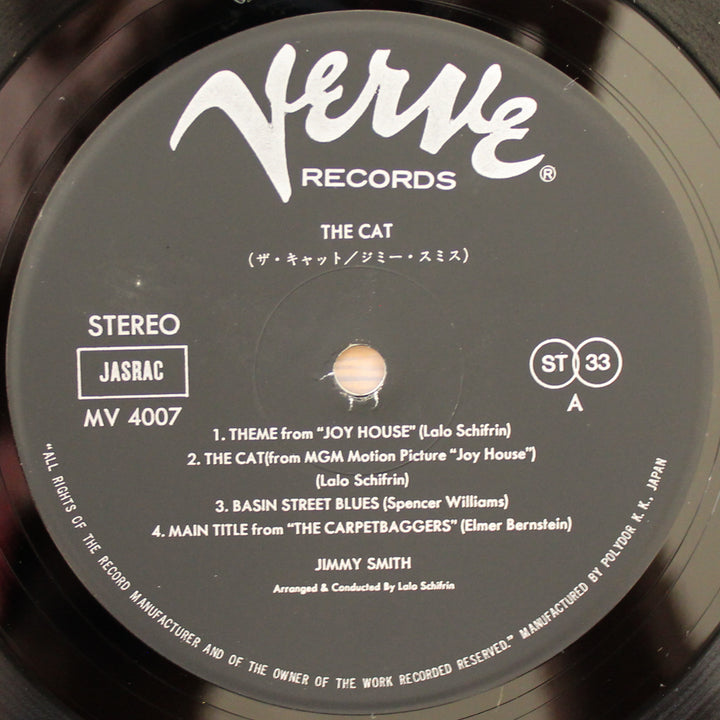 Verve
RECORDS ®
THE CAT
(ザ・キャット/ジミー・スミス)
STEREO
JASRAC
MV 4007
ST 33
A
1. THEME from "JOY HOUSE" (Lalo Schifrin)
2. THE CAT(from MGM Motion Picture "Joy House")
(Lalo Schifrin)
3. BASIN STREET BLUES (Spencer Williams)
4. MAIN TITLE from "THE CARPETBAGGERS" (Elmer Bernstein)
JIMMY SMITH
Arranged & Conducted By Lalo Schifrin
"ALL RIGHTS OF THE RECORD MANUFACTURER AND OF THE OWNER OF THE WORK RECORDED RESERVED." MANUFACTURED BY POLYDOR K. K., JAPAN